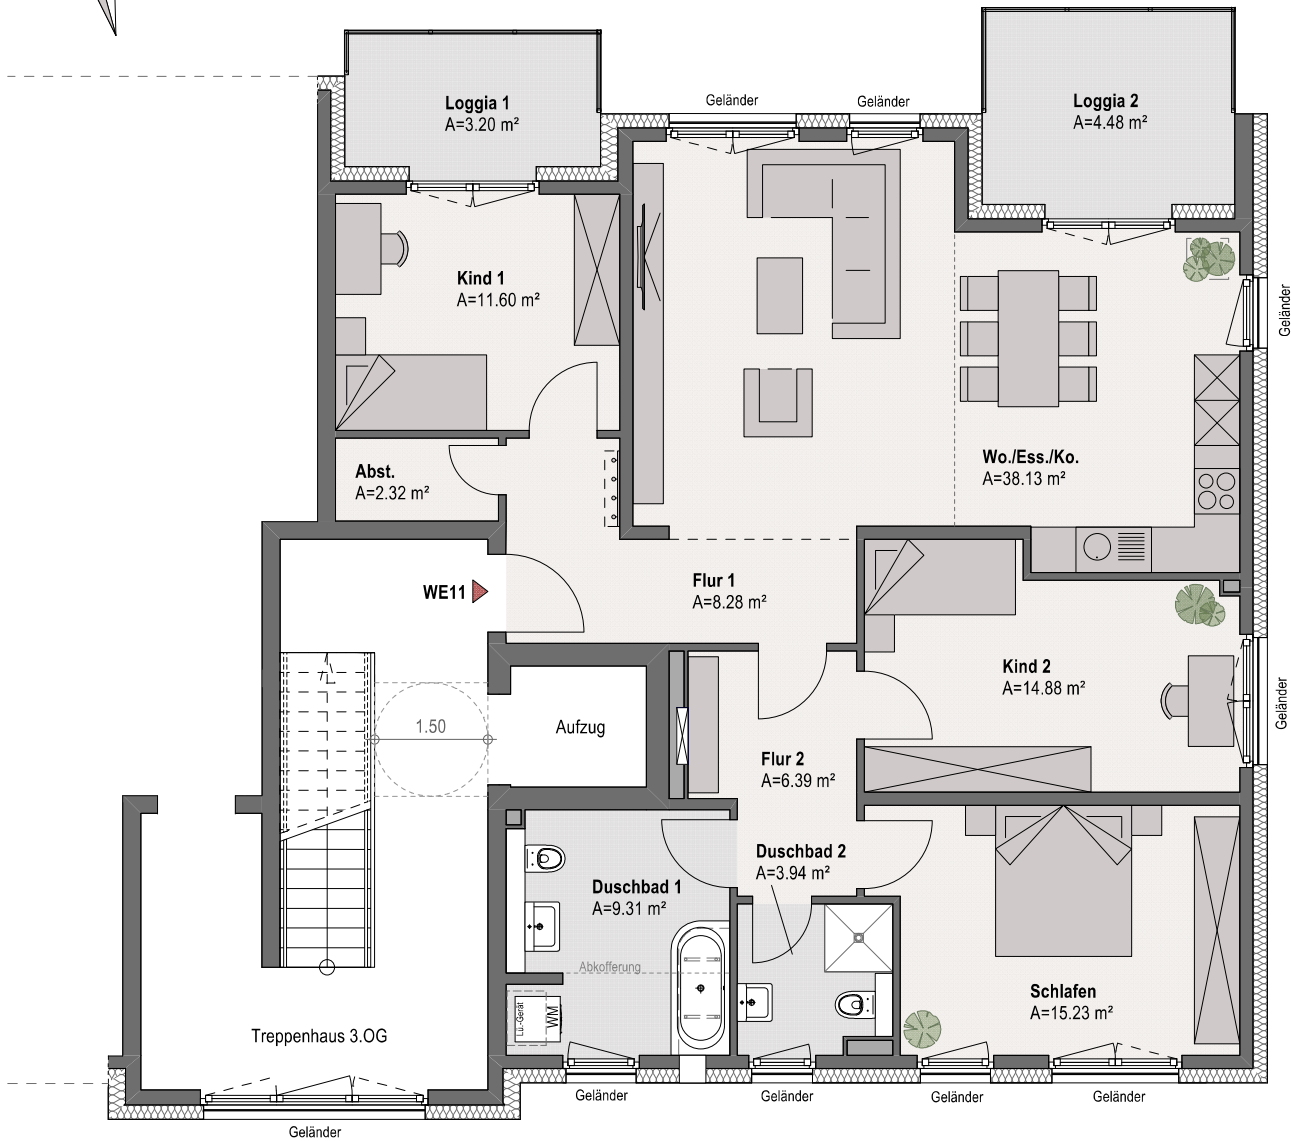 Loggia 1
A=3.20 m²
Geländer
Geländer
Loggia 2
A=4.48 m²
Kind 1
A=11.60 m²
Geländer
Wo./Ess./Ko.
A=38.13 m²
Abst.
A=2.32 m²
Flur 1
A=8.28 m²
WE11
Kind 2
A=14.88 m²
Geländer
1.50
Aufzug
Flur 2
A=6.39 m²
Duschbad 2
A=3.94 m²
Duschbad 1
A=9.31 m²
Abkofferung
Lü.-Gerät
WM
Schlafen
A=15.23 m²
Treppenhaus 3.OG
Geländer
Geländer
Geländer
Geländer
Geländer